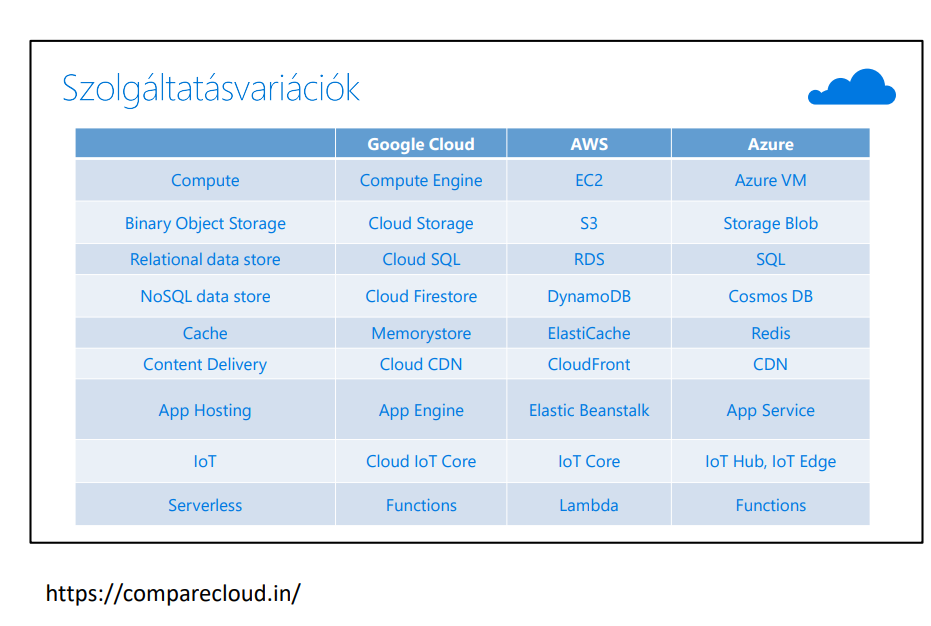 Szolgáltatásvariációk
Google Cloud AWS Azure
Compute Compute Engine EC2 Azure VM
Binary Object Storage Cloud Storage S3 Storage Blob
Relational data store Cloud SQL RDS SQL
NoSQL data store Cloud Firestore DynamoDB Cosmos DB
Cache Memorystore ElastiCache Redis
Content Delivery Cloud CDN CloudFront CDN
App Hosting App Engine Elastic Beanstalk App Service
IoT Cloud IoT Core IoT Core IoT Hub, IoT Edge
Serverless Functions Lambda Functions
https://comparecloud.in/